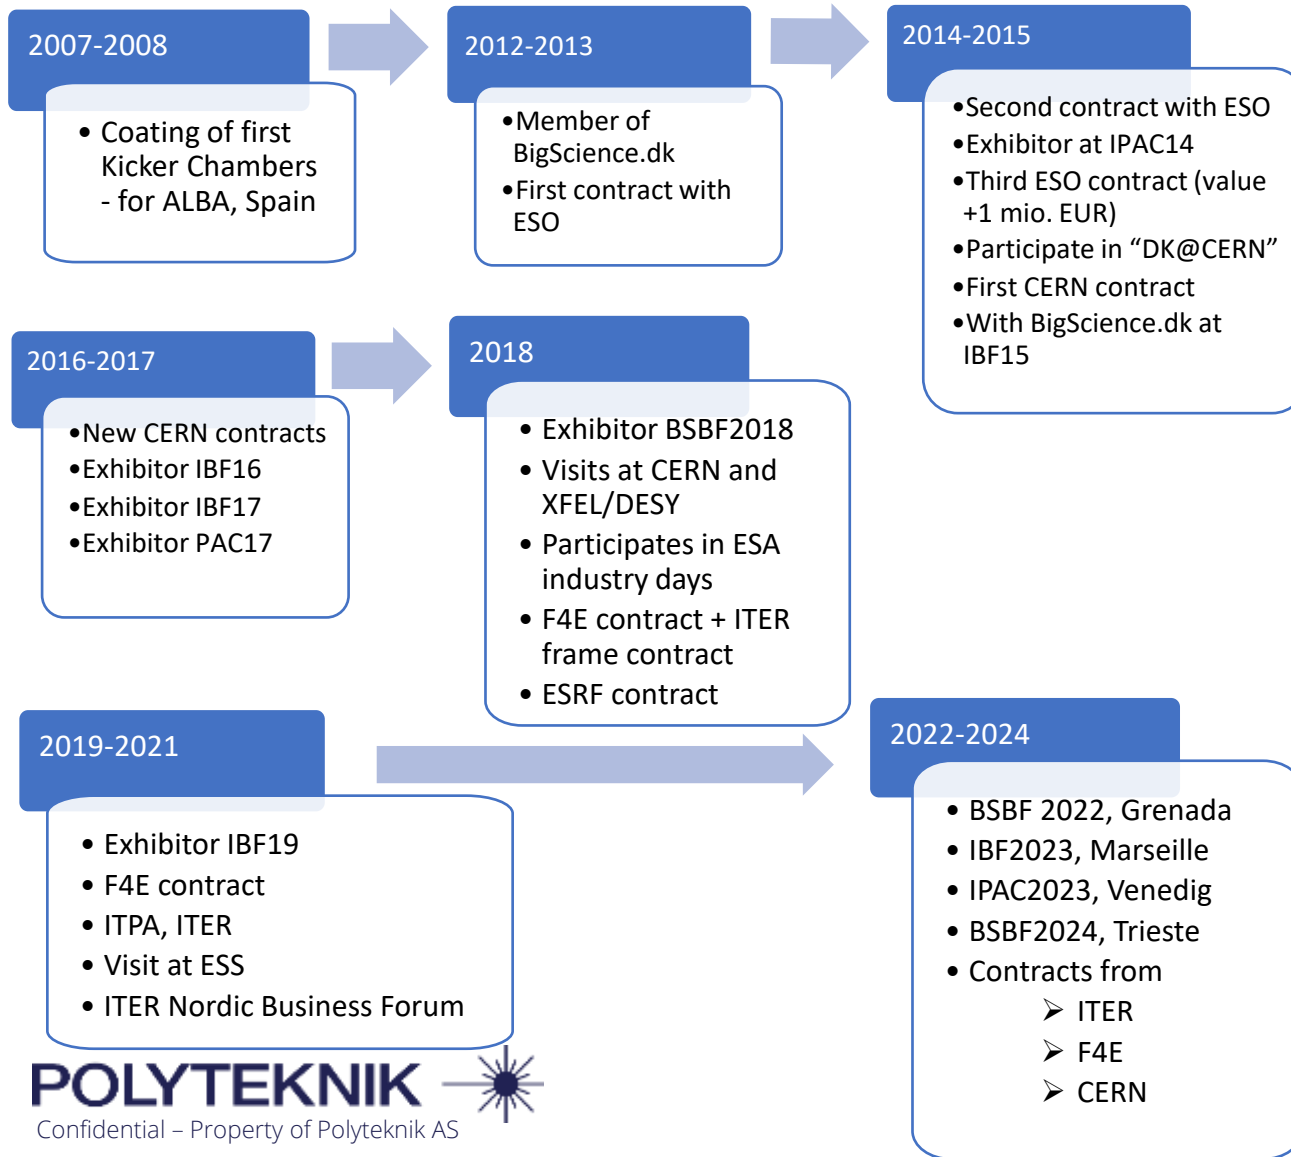 2007-2008
• Coating of first
Kicker Chambers
- for ALBA, Spain
2012-2013
•Member of
BigScience.dk
•First contract with
ESO
2014-2015
•Second contract with ESO
•Exhibitor at IPAC14
•Third ESO contract (value
+1 mio. EUR)
•Participate in “DK@CERN”
•First CERN contract
•With BigScience.dk at
IBF15
2016-2017
•New CERN contracts
•Exhibitor IBF16
•Exhibitor IBF17
•Exhibitor PAC17
2018
• Exhibitor BSBF2018
• Visits at CERN and
XFEL/DESY
• Participates in ESA
industry days
• F4E contract + ITER
frame contract
• ESRF contract
2019-2021
• Exhibitor IBF19
• F4E contract
• ITPA, ITER
• Visit at ESS
• ITER Nordic Business Forum
2022-2024
• BSBF 2022, Grenada
• IBF2023, Marseille
• IPAC2023, Venedig
• BSBF2024, Trieste
• Contracts from
➢ ITER
➢ F4E
➢ CERN
POLYTEKNIK
Confidential – Property of Polyteknik AS